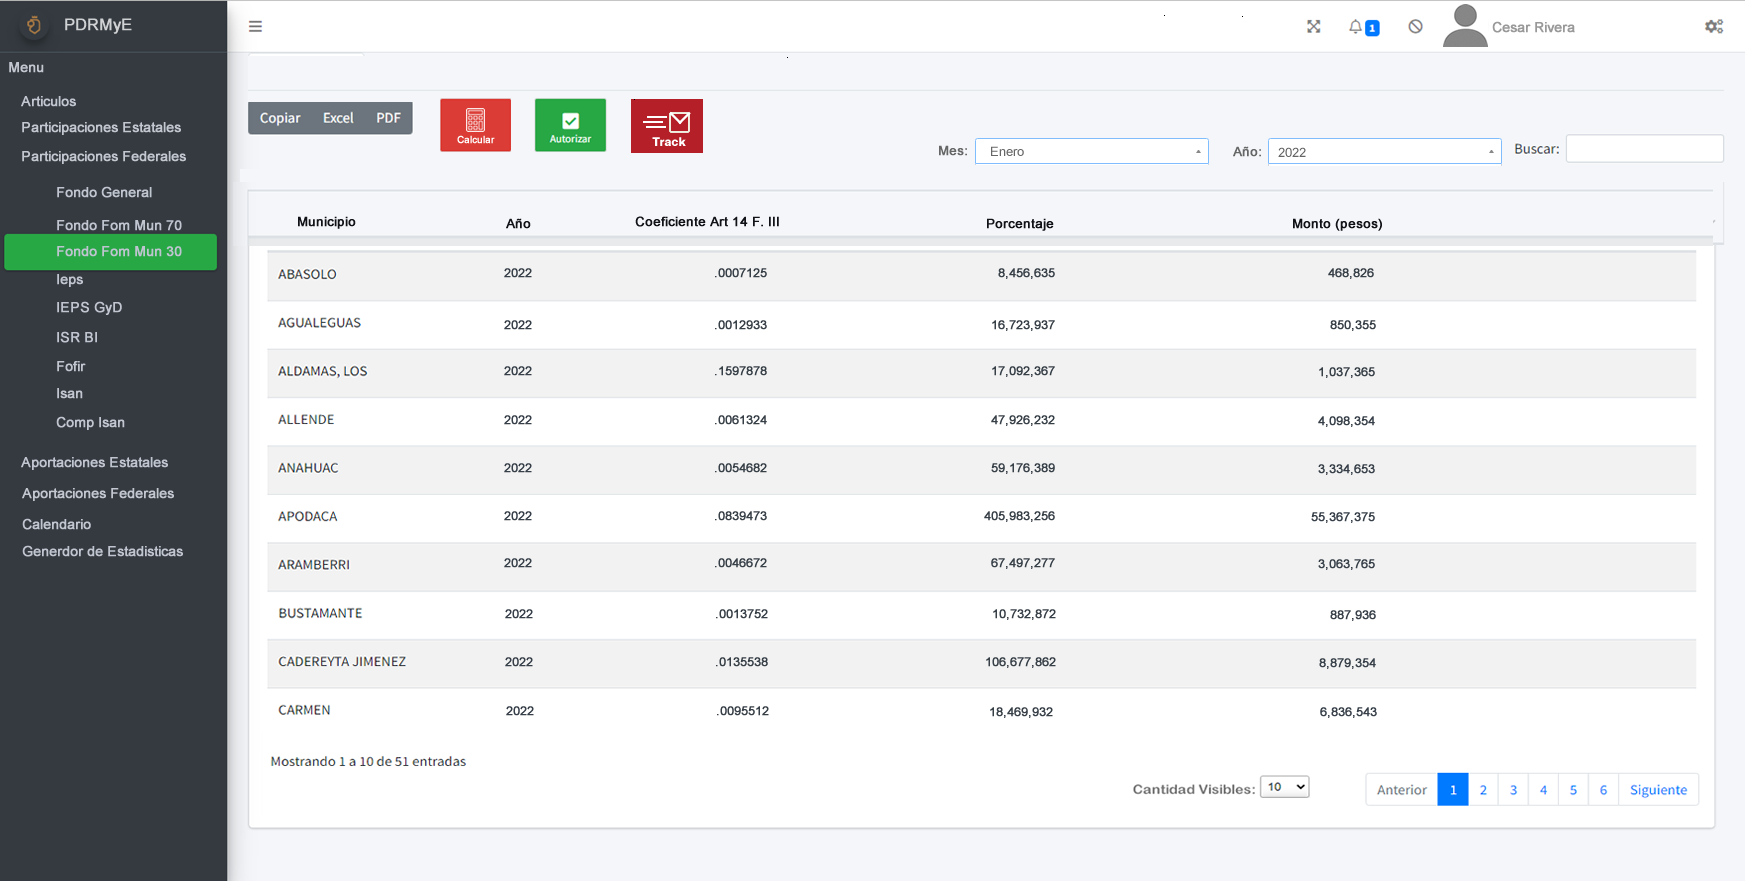 PDRMyE
Menu
Articulos
Participaciones Estatales
Participaciones Federales
Fondo General
Fondo Fom Mun 70
Fondo Fom Mun 30
Ieps
IEPS GyD
ISR BI
Fofir
Isan
Comp Isan
Aportaciones Estatales
Aportaciones Federales
Calendario
Generdor de Estadisticas
1 Cesar Rivera
Copiar Excel PDF Calcular Autorizar Track
Mes: Enero Año: 2022 Buscar:
Municipio Año Coeficiente Art 14 F. III Porcentaje Monto (pesos)
ABASOLO 2022 .0007125 8,456,635 468,826
AGUALEGUAS 2022 .0012933 16,723,937 850,355
ALDAMAS, LOS 2022 .1597878 17,092,367 1,037,365
ALLENDE 2022 .0061324 47,926,232 4,098,354
ANAHUAC 2022 .0054682 59,176,389 3,334,653
APODACA 2022 .0839473 405,983,256 55,367,375
ARAMBERRI 2022 .0046672 67,497,277 3,063,765
BUSTAMANTE 2022 .0013752 10,732,872 887,936
CADEREYTA JIMENEZ 2022 .0135538 106,677,862 8,879,354
CARMEN 2022 .0095512 18,469,932 6,836,543
Mostrando 1 a 10 de 51 entradas
Cantidad Visibles: 10 Anterior 1 2 3 4 5 6 Siguiente